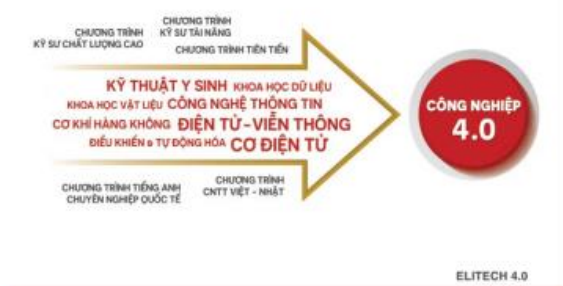 CHƯƠNG TRÌNH
KỸ SƯ CHẤT LƯỢNG CAO
CHƯƠNG TRÌNH
KỸ SƯ TÀI NĂNG
CHƯƠNG TRÌNH TIÊN TIẾN
KỸ THUẬT Y SINH KHOA HỌC DỮ LIỆU
KHOA HỌC VẬT LIỆU CÔNG NGHỆ THÔNG TIN
CƠ KHÍ HÀNG KHÔNG ĐIỆN TỬ-VIỄN THÔNG
ĐIỀU KHIỂN & TỰ ĐỘNG HÓA CƠ ĐIỆN TỬ
CÔNG NGHIỆP
4.0
CHƯƠNG TRÌNH TIẾNG ANH
CHUYÊN NGHIỆP QUỐC TẾ
CHƯƠNG TRÌNH
CNTT VIỆT - NHẬT
ELITECH 4.0